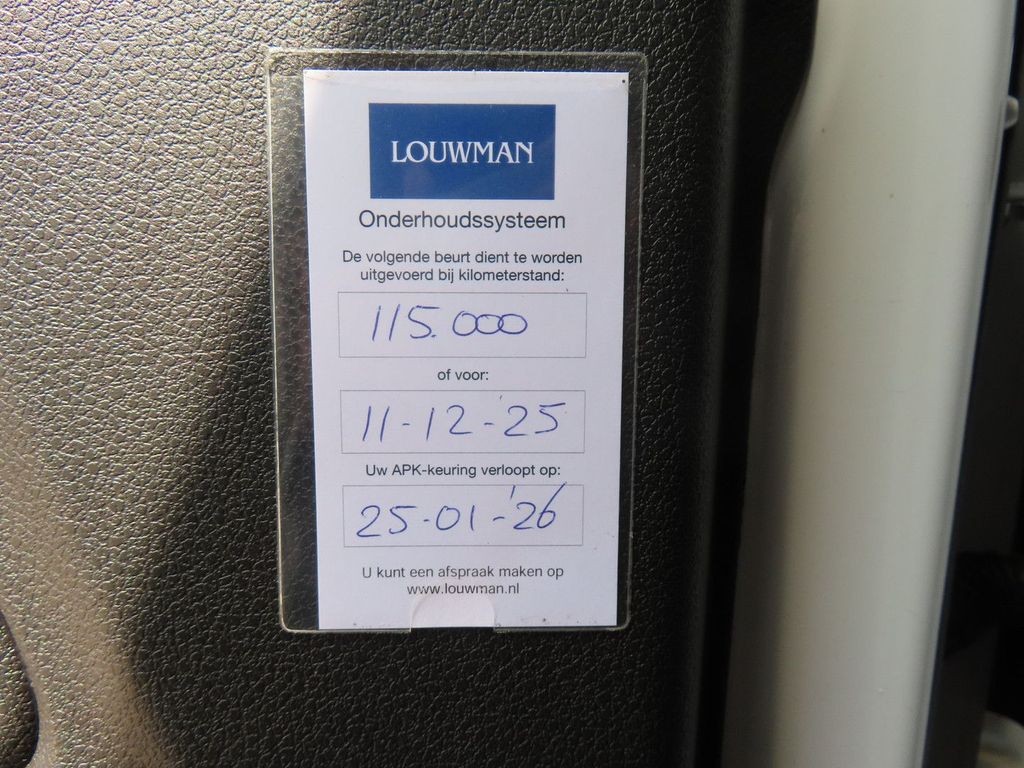 LOUWMAN
Onderhoudssysteem
De volgende beurt dient te worden
uitgevoerd bij kilometerstand:
115.000
of voor:
11-12-'25
Uw APK-keuring verloopt op:
25-01-'26
U kunt een afspraak maken op
www.louwman.nl